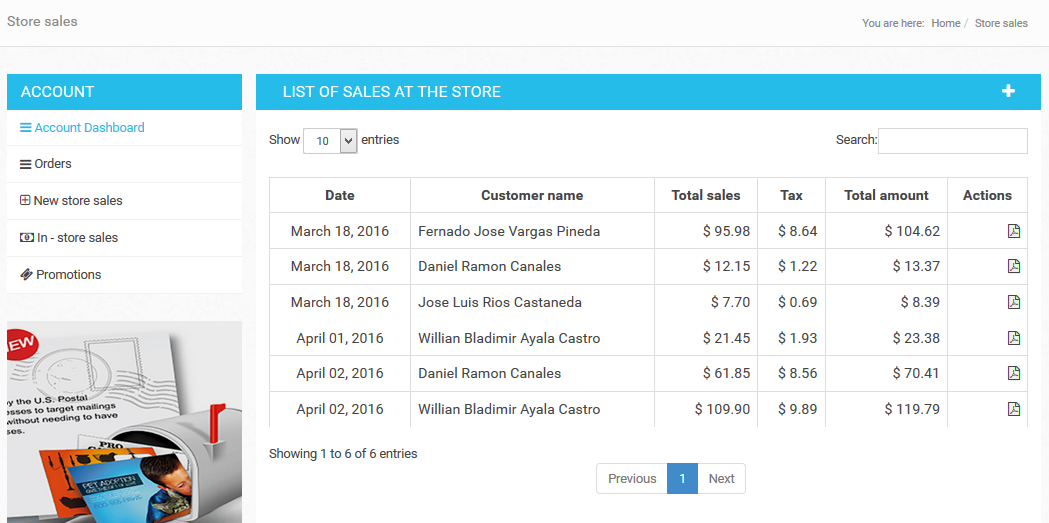 Store sales
You are here: Home / Store sales
ACCOUNT
Account Dashboard
Orders
New store sales
In - store sales
Promotions
LIST OF SALES AT THE STORE
Show 10 entries
Search:
Date Customer name Total sales Tax Total amount Actions
March 18, 2016 Fernado Jose Vargas Pineda $ 95.98 $ 8.64 $ 104.62
March 18, 2016 Daniel Ramon Canales $ 12.15 $ 1.22 $ 13.37
March 18, 2016 Jose Luis Rios Castaneda $ 7.70 $ 0.69 $ 8.39
April 01, 2016 Willian Bladimir Ayala Castro $ 21.45 $ 1.93 $ 23.38
April 02, 2016 Daniel Ramon Canales $ 61.85 $ 8.56 $ 70.41
April 02, 2016 Willian Bladimir Ayala Castro $ 109.90 $ 9.89 $ 119.79
Showing 1 to 6 of 6 entries
Previous 1 Next
EW
y the U.S. Postal
esses to target mailings
without needing to have
ses.
PRO
PET ADOPTION